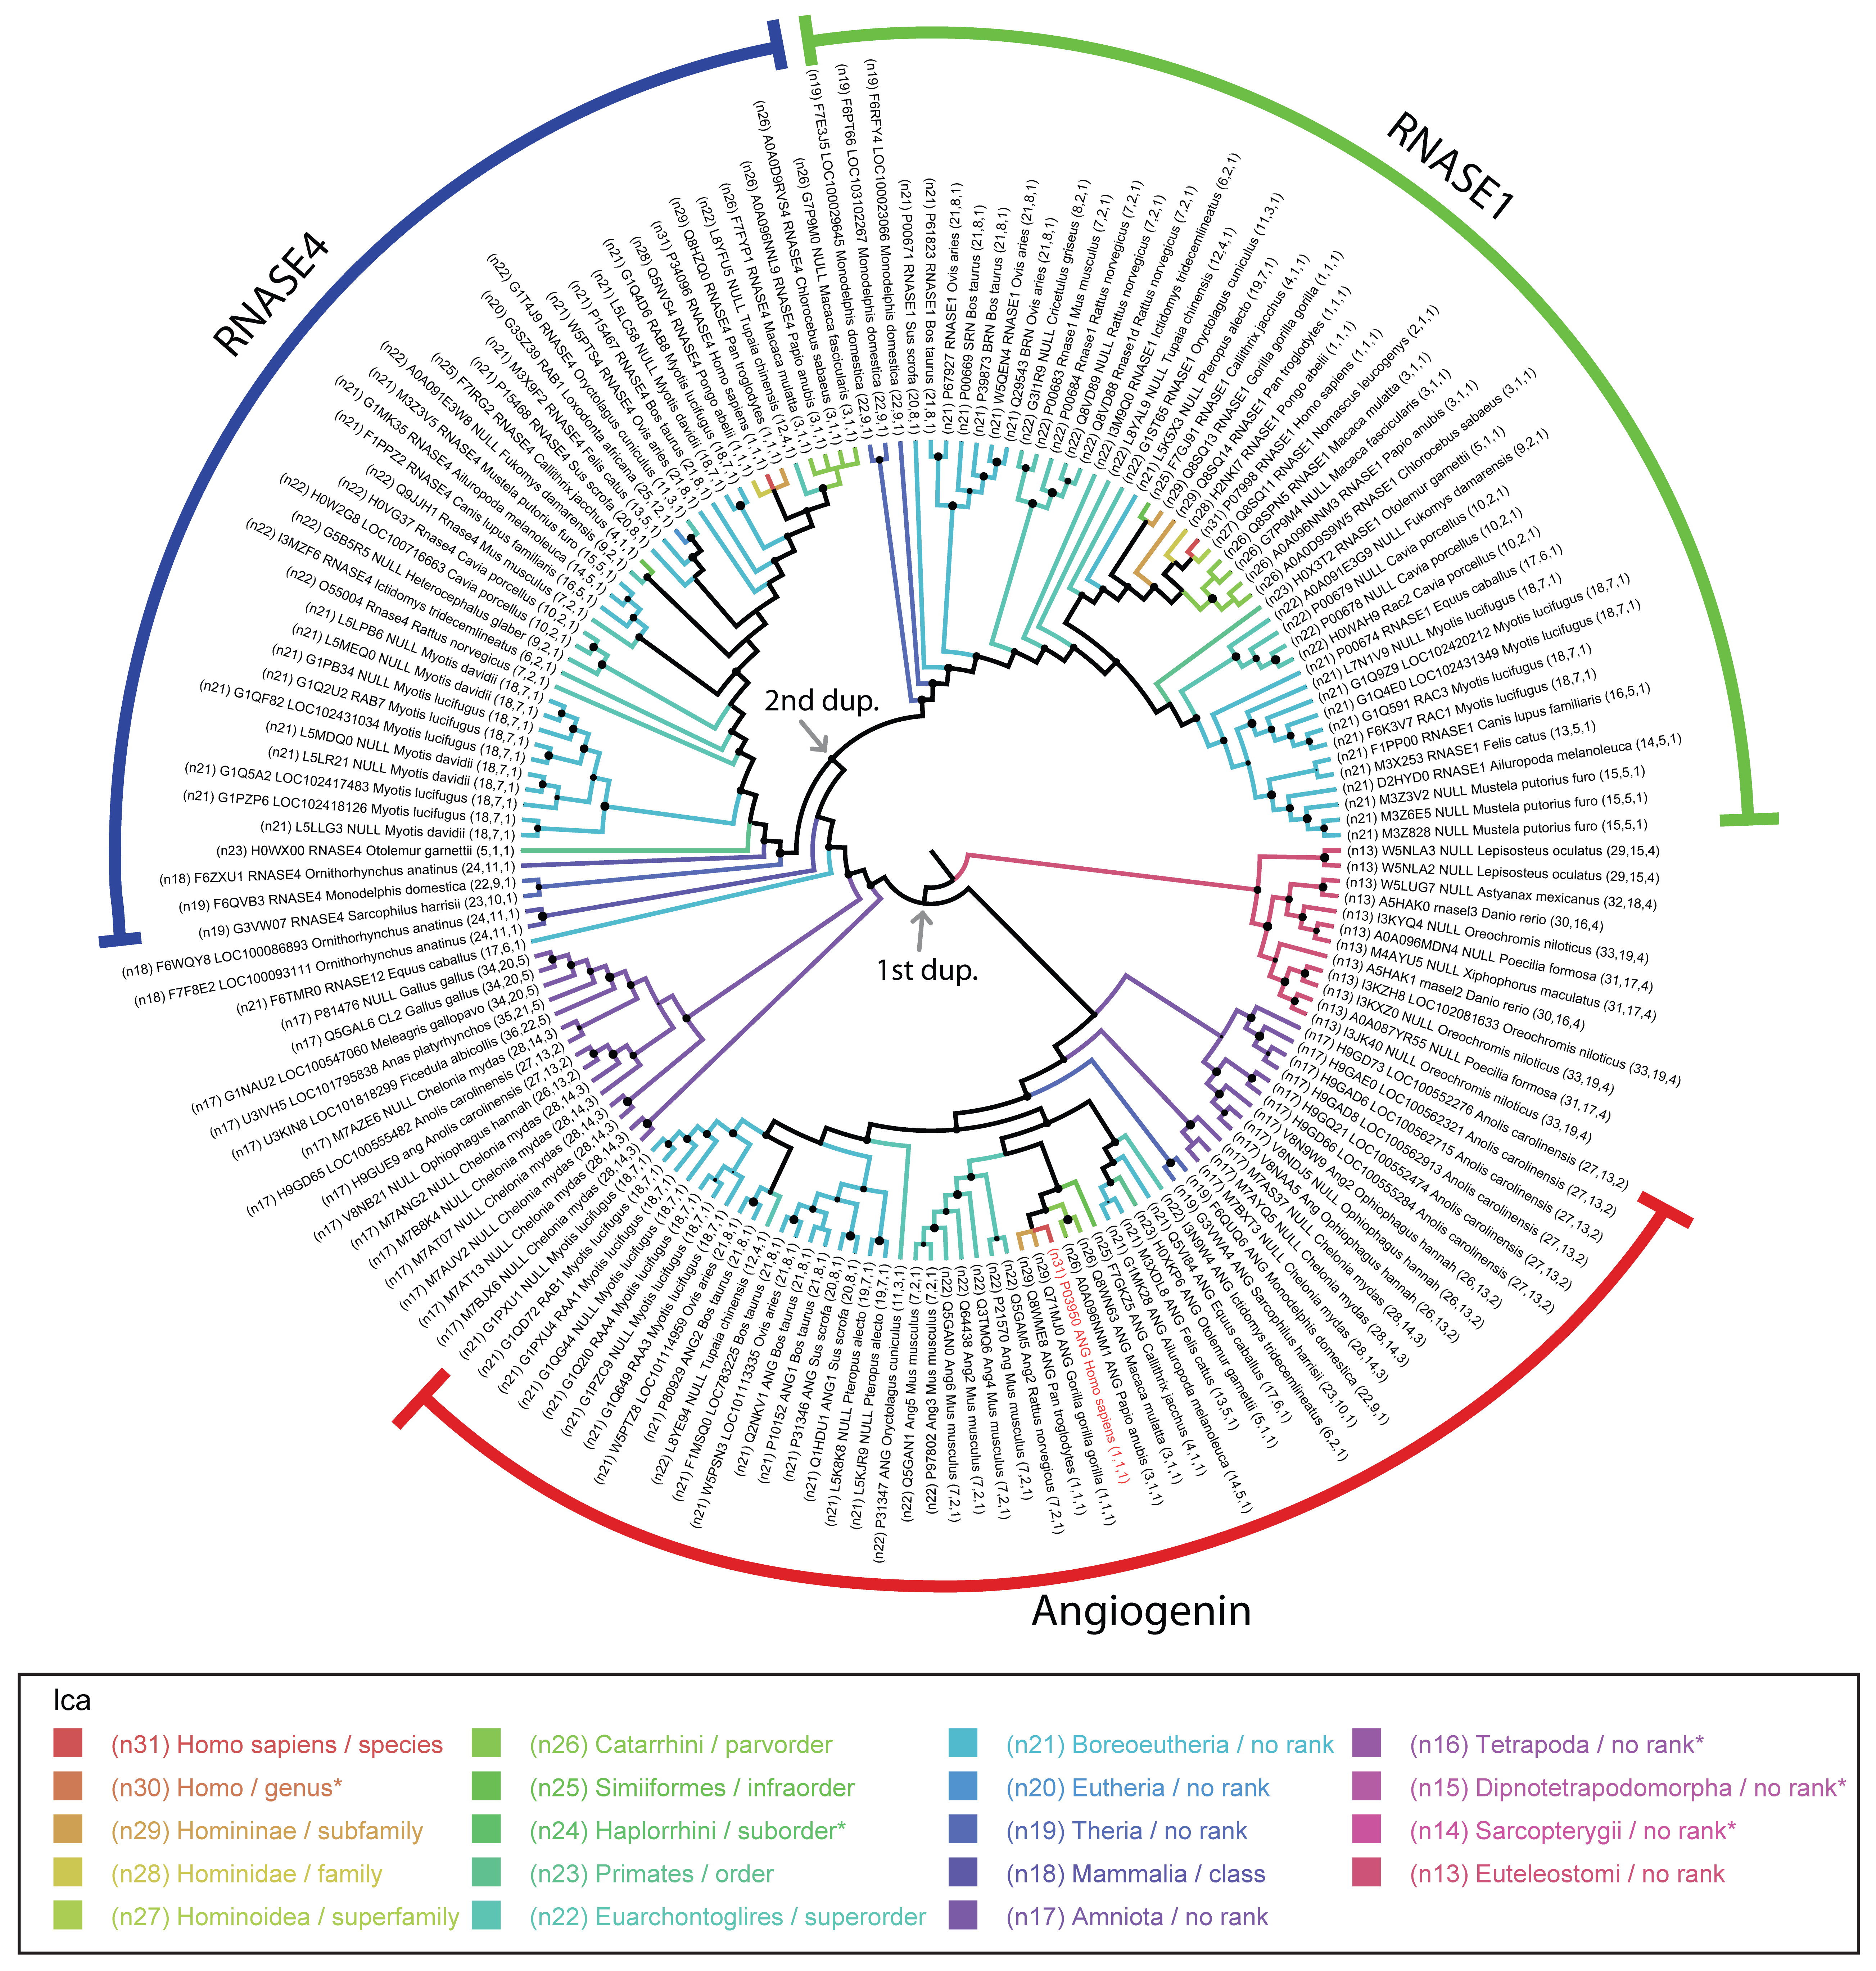 RNASE1
(n19) F7E3J5 LOC100029645 Monodelphis domestica (22,9,1)
(n19) F6PT66 LOC103102267 Monodelphis domestica (22,9,1)
(n19) F6RFY4 LOC100023066 Monodelphis domestica (22,9,1)
(n21) P00671 RNASE1 Sus scrofa (20,8,1)
(n21) P61823 RNASE1 Bos taurus (21,8,1)
(n21) P67927 RNASE1 Ovis aries (21,8,1)
(n21) P00669 SRN Bos taurus (21,8,1)
(n21) P39873 BRN Bos taurus (21,8,1)
(n21) W5QEN4 RNASE1 Ovis aries (21,8,1)
(n21) Q29543 BRN Ovis aries (21,8,1)
(n22) G3I1R9 NULL Cricetulus griseus (8,2,1)
(n22) P00683 Rnase1 Mus musculus (7,2,1)
(n22) P00684 Rnase1 Rattus norvegicus (7,2,1)
(n22) Q8VD89 NULL Rattus norvegicus (7,2,1)
(n22) Q8VD88 Rnase1d Rattus norvegicus (7,2,1)
(n22) I3M9Q0 RNASE1 Ictidomys tridecemlineatus (6,2,1)
(n22) L8YAL9 NULL Tupaia chinensis (12,4,1)
(n22) G1ST65 RNASE1 Oryctolagus cuniculus (11,3,1)
(n21) L5K5X3 NULL Pteropus alecto (19,7,1)
(n25) F7GJ91 RNASE1 Callithrix jacchus (4,1,1)
(n29) Q8SQ13 RNASE1 Gorilla gorilla (1,1,1)
(n29) Q8SQ14 RNASE1 Pan troglodytes (1,1,1)
(n28) H2NKI7 RNASE1 Pongo abelii (1,1,1)
(n31) P07998 RNASE1 Homo sapiens (1,1,1)
(n27) Q8SQ11 RNASE1 Nomascus leucogenys (2,1,1)
(n26) Q8SPN5 RNASE1 Macaca mulatta (3,1,1)
(n26) G7P9M4 NULL Macaca fascicularis (3,1,1)
(n26) A0A096NNM3 RNASE1 Papio anubis (3,1,1)
(n26) A0A0D9S9W5 RNASE1 Chlorocebus sabaeus (3,1,1)
(n23) H0X3T2 RNASE1 Otolemur garnettii (5,1,1)
(n22) A0A091E3G9 NULL Fukomys damarensis (9,2,1)
(n22) P00679 NULL Cavia porcellus (10,2,1)
(n22) P00678 NULL Cavia porcellus (10,2,1)
(n22) H0WAH9 Rac2 Cavia porcellus (10,2,1)
(n21) P00674 RNASE1 Equus caballus (17,6,1)
(n21) L7N1V9 NULL Myotis lucifugus (18,7,1)
(n21) G1Q9Z9 LOC102420212 Myotis lucifugus (18,7,1)
(n21) G1Q4E0 LOC102431349 Myotis lucifugus (18,7,1)
(n21) G1Q591 RAC3 Myotis lucifugus (18,7,1)
(n21) F6K3V7 RAC1 Myotis lucifugus (18,7,1)
(n21) F1PP00 RNASE1 Canis lupus familiaris (16,5,1)
(n21) M3X253 RNASE1 Felis catus (13,5,1)
(n21) D2HYD0 RNASE1 Ailuropoda melanoleuca (14,5,1)
(n21) M3Z3V2 NULL Mustela putorius furo (15,5,1)
(n21) M3Z6E5 NULL Mustela putorius furo (15,5,1)
(n21) M3Z828 NULL Mustela putorius furo (15,5,1)
(n13) W5NLA3 NULL Lepisosteus oculatus (29,15,4)
(n13) W5NLA2 NULL Lepisosteus oculatus (29,15,4)
(n13) W5LUG7 NULL Astyanax mexicanus (32,18,4)
(n13) A5HAK0 rnasel3 Danio rerio (30,16,4)
(n13) I3KYQ4 NULL Oreochromis niloticus (33,19,4)
(n13) A0A096MDN4 NULL Poecilia formosa (31,17,4)
(n13) M4AYU5 NULL Xiphophorus maculatus (31,17,4)
(n13) A5HAK1 rnasel2 Danio rerio (30,16,4)
(n13) I3KZH8 LOC102081633 Oreochromis niloticus (33,19,4)
(n13) I3KXZ0 NULL Oreochromis niloticus (33,19,4)
(n13) A0A087YR55 NULL Poecilia formosa (31,17,4)
(n13) I3JK40 NULL Oreochromis niloticus (33,19,4)
(n17) H9GD73 LOC100552276 Anolis carolinensis (27,13,2)
(n17) H9GAE0 LOC100562321 Anolis carolinensis (27,13,2)
(n17) H9GAD6 LOC100562715 Anolis carolinensis (27,13,2)
(n17) H9GAD8 LOC100562913 Anolis carolinensis (27,13,2)
(n17) H9GQ21 LOC100552474 Anolis carolinensis (27,13,2)
(n17) H9GD66 LOC100555284 Anolis carolinensis (27,13,2)
(n17) V8N9W9 Ang2 Ophiophagus hannah (26,13,2)
(n17) V8NDJ5 NULL Ophiophagus hannah (26,13,2)
(n17) V8NAA5 Ang Ophiophagus hannah (26,13,2)
(n17) M7AS37 NULL Chelonia mydas (28,14,3)
(n17) M7AYQ5 NULL Chelonia mydas (28,14,3)
(n17) M7BXT3 NULL Chelonia mydas (28,14,3)
(n19) F6QUQ6 ANG Monodelphis domestica (22,9,1)
(n19) G3VWA4 ANG Sarcophilus harrisii (23,10,1)
(n22) I3N9W4 ANG Ictidomys tridecemlineatus (6,2,1)
(n21) Q5VI84 ANG Equus caballus (17,6,1)
(n23) H0XKP6 ANG Otolemur garnettii (5,1,1)
(n21) M3XDL8 ANG Felis catus (13,5,1)
(n21) G1MK28 ANG Ailuropoda melanoleuca (14,5,1)
(n25) F7GKZ5 ANG Callithrix jacchus (4,1,1)
(n26) Q8WN63 ANG Macaca mulatta (3,1,1)
(n26) A0A096NNM1 ANG Papio anubis (3,1,1)
(n31) P03950 ANG Homo sapiens (1,1,1)
(n29) Q71MJ0 ANG Gorilla gorilla (1,1,1)
(n29) Q8WME8 ANG Pan troglodytes (1,1,1)
(n22) Q5GAM5 Ang2 Rattus norvegicus (7,2,1)
(n22) P21570 Ang Mus musculus (7,2,1)
(n22) Q3TMQ6 Ang4 Mus musculus (7,2,1)
(n22) Q64438 Ang2 Mus musculus (7,2,1)
(n22) Q5GAN0 Ang6 Mus musculus (7,2,1)
(n22) P97802 Ang3 Mus musculus (7,2,1)
(n22) Q5GAN1 Ang5 Mus musculus (7,2,1)
(n22) P31347 ANG Oryctolagus cuniculus (11,3,1)
(n21) L5KJR9 NULL Pteropus alecto (19,7,1)
(n21) L5K8K8 NULL Pteropus alecto (19,7,1)
(n21) Q1HDU1 ANG1 Sus scrofa (20,8,1)
(n21) P31346 ANG Sus scrofa (20,8,1)
(n21) P10152 ANG1 Bos taurus (21,8,1)
(n21) Q2NKV1 ANG Bos taurus (21,8,1)
(n21) W5PSN3 LOC101113335 Ovis aries (21,8,1)
(n21) F1MSQ0 LOC783225 Bos taurus (21,8,1)
(n22) L8YE94 NULL Tupaia chinensis (12,4,1)
(n21) P80929 ANG2 Bos taurus (21,8,1)
(n21) W5PTZ8 LOC101114959 Ovis aries (21,8,1)
(n21) Q1Q649 RAA3 Myotis lucifugus (18,7,1)
(n21) G1PZC9 NULL Myotis lucifugus (18,7,1)
(n21) G1Q2I0 RAA4 Myotis lucifugus (18,7,1)
(n21) G1QG44 NULL Myotis lucifugus (18,7,1)
(n21) G1PXU4 RAA1 Myotis lucifugus (18,7,1)
(n21) G1QD72 RAB1 Myotis lucifugus (18,7,1)
(n21) G1PXU1 NULL Myotis lucifugus (18,7,1)
(n17) M7BJX6 NULL Chelonia mydas (28,14,3)
(n17) M7AT13 NULL Chelonia mydas (28,14,3)
(n17) M7AUV2 NULL Chelonia mydas (28,14,3)
(n17) M7AT07 NULL Chelonia mydas (28,14,3)
(n17) M7B8K4 NULL Chelonia mydas (28,14,3)
(n17) M7ANG2 NULL Chelonia mydas (28,14,3)
(n17) V8NB21 NULL Ophiophagus hannah (26,13,2)
(n17) H9GUE9 ang Anolis carolinensis (27,13,2)
(n17) H9GD65 LOC100555482 Anolis carolinensis (27,13,2)
(n17) M7AZE6 NULL Chelonia mydas (28,14,3)
(n17) U3KIN8 LOC101818299 Ficedula albicollis (36,22,5)
(n17) U3IVH5 LOC101795838 Anas platyrhynchos (35,21,5)
(n17) G1NAU2 LOC100547060 Meleagris gallopavo (34,20,5)
(n17) Q5GAL6 CL2 Gallus gallus (34,20,5)
(n17) P81476 NULL Gallus gallus (34,20,5)
(n21) F6TMR0 RNASE12 Equus caballus (17,6,1)
(n18) F7F8E2 LOC100093111 Ornithorhynchus anatinus (24,11,1)
(n18) F6WQY8 LOC100086893 Ornithorhynchus anatinus (24,11,1)
(n19) G3VW07 RNASE4 Sarcophilus harrisii (23,10,1)
(n19) F6QVB3 RNASE4 Monodelphis domestica (22,9,1)
(n18) F6ZXU1 RNASE4 Ornithorhynchus anatinus (24,11,1)
(n23) H0WX00 RNASE4 Otolemur garnettii (5,1,1)
(n21) L5LLG3 NULL Myotis davidii (18,7,1)
(n21) G1PZP6 LOC102418126 Myotis lucifugus (18,7,1)
(n21) G1Q5A2 LOC102417483 Myotis lucifugus (18,7,1)
(n21) L5LR21 NULL Myotis davidii (18,7,1)
(n21) L5MDQ0 NULL Myotis davidii (18,7,1)
(n21) G1QF82 LOC102431034 Myotis lucifugus (18,7,1)
(n21) G1Q2U2 RAB7 Myotis lucifugus (18,7,1)
(n21) G1PB34 NULL Myotis lucifugus (18,7,1)
(n21) L5MEQ0 NULL Myotis davidii (18,7,1)
(n21) L5LPB6 NULL Myotis davidii (18,7,1)
(n22) O55004 Rnase4 Rattus norvegicus (7,2,1)
(n22) I3MZF6 RNASE4 Ictidomys tridecemlineatus (6,2,1)
(n22) G5B5R5 NULL Heterocephalus glaber (9,2,1)
(n22) H0W2G8 LOC100716663 Cavia porcellus (10,2,1)
(n22) H0VG37 Rnase4 Cavia porcellus (10,2,1)
(n22) Q9JJH1 Rnase4 Mus musculus (7,2,1)
(n21) F1PPZ2 RNASE4 Canis lupus familiaris (16,5,1)
(n21) G1MK35 RNASE4 Ailuropoda melanoleuca (14,5,1)
(n21) M3Z3V5 RNASE4 Mustela putorius furo (15,5,1)
(n22) A0A091E3W8 NULL Fukomys damarensis (9,2,1)
(n25) F7IRG2 RNASE4 Callithrix jacchus (4,1,1)
(n21) P15468 RNASE4 Sus scrofa (20,8,1)
(n21) M3X9F2 RNASE4 Felis catus (13,5,1)
(n20) G3SZ39 RAB1 Loxodonta africana (25,12,1)
(n22) G1T4J9 RNASE4 Oryctolagus cuniculus (11,3,1)
(n21) W5PTS4 RNASE4 Ovis aries (21,8,1)
(n21) P15467 RNASE4 Bos taurus (21,8,1)
(n21) L5LC58 NULL Myotis davidii (18,7,1)
(n21) G1Q4D6 RAB8 Myotis lucifugus (18,7,1)
(n28) Q5NVS4 RNASE4 Pongo abelii (1,1,1)
(n31) P34096 RNASE4 Homo sapiens (1,1,1)
(n29) Q8HZQ0 RNASE4 Pan troglodytes (1,1,1)
(n22) L8YFU5 NULL Tupaia chinensis (12,4,1)
(n26) F7FYP1 RNASE4 Macaca mulatta (3,1,1)
(n26) A0A096NNL9 RNASE4 Papio anubis (3,1,1)
(n26) A0A0D9RVS4 RNASE4 Chlorocebus sabaeus (3,1,1)
(n26) G7P9M0 NULL Macaca fascicularis (3,1,1)
RNASE4
2nd dup.
1st dup.
Angiogenin
lca
(n31) Homo sapiens / species
(n30) Homo / genus*
(n29) Homininae / subfamily
(n28) Hominidae / family
(n27) Hominoidea / superfamily
(n26) Catarrhini / parvorder
(n25) Simiiformes / infraorder
(n24) Haplorrhini / suborder*
(n23) Primates / order
(n22) Euarchontoglires / superorder
(n21) Boreoeutheria / no rank
(n20) Eutheria / no rank
(n19) Theria / no rank
(n18) Mammalia / class
(n17) Amniota / no rank
(n16) Tetrapoda / no rank*
(n15) Dipnotetrapodomorpha / no rank*
(n14) Sarcopterygii / no rank*
(n13) Euteleostomi / no rank